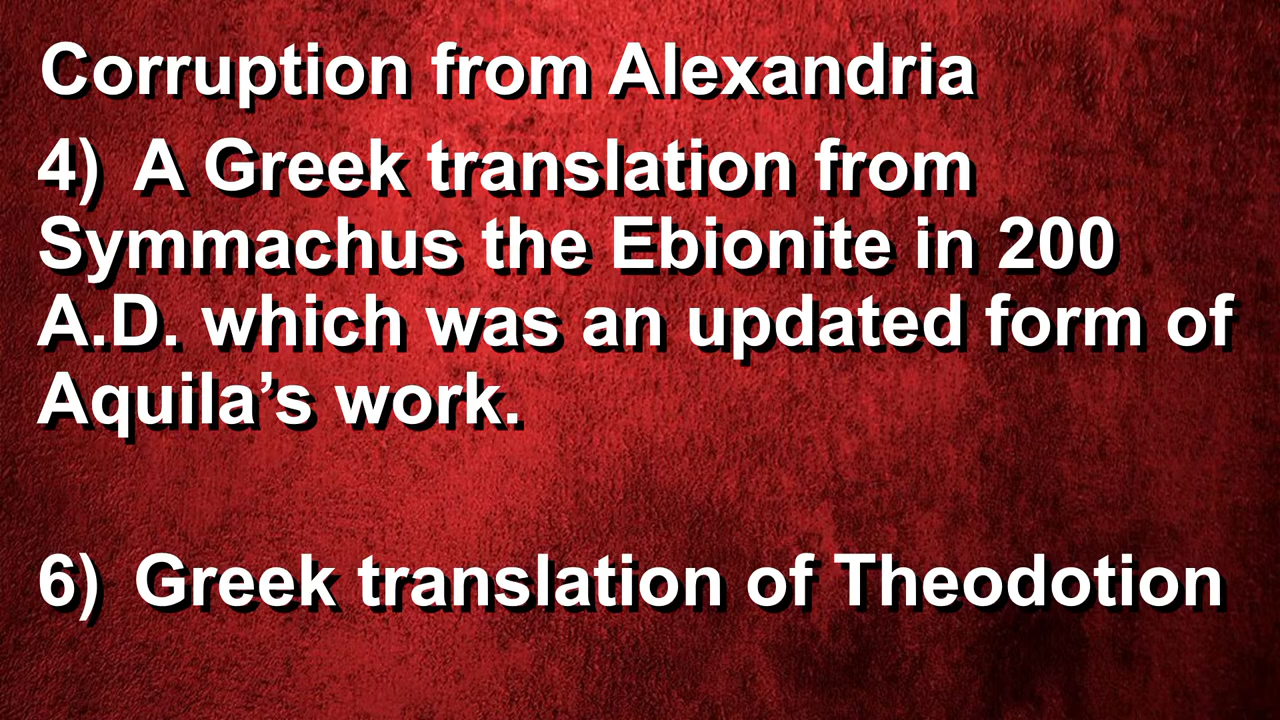 Corruption from Alexandria
4) A Greek translation from
Symmachus the Ebionite in 200
A.D. which was an updated form of
Aquila’s work.
6) Greek translation of Theodotion